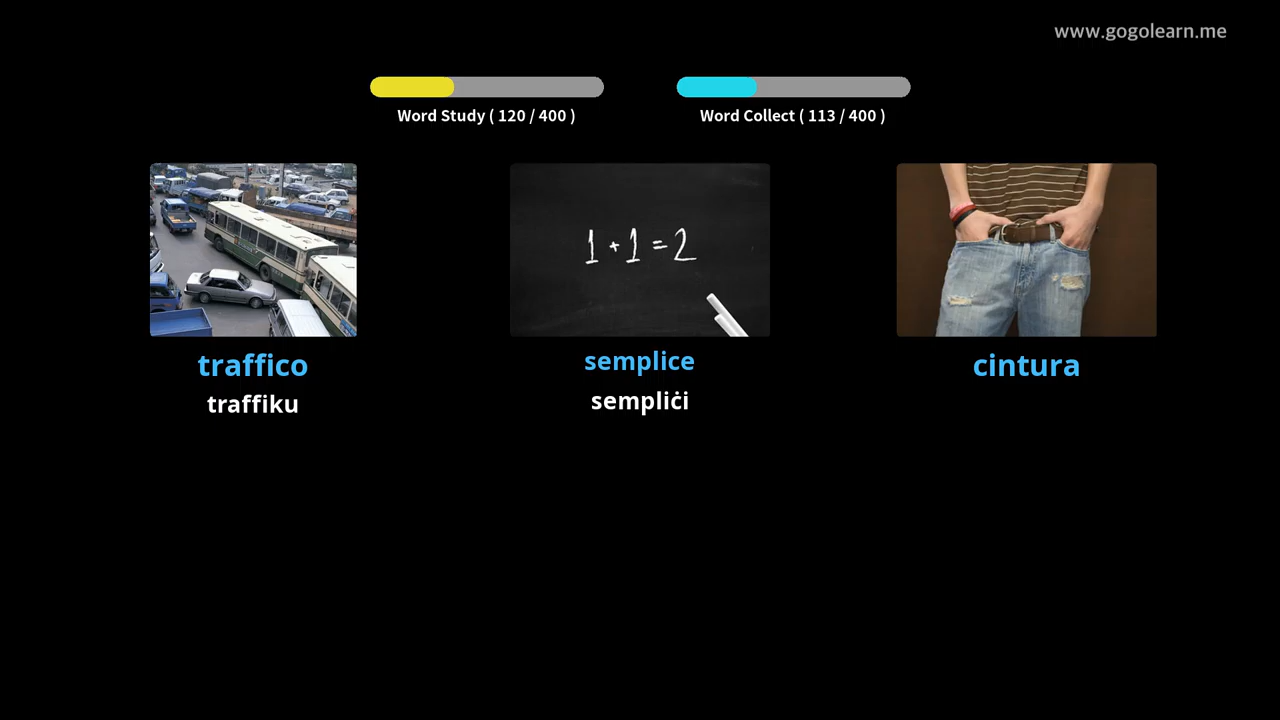 www.gogolearn.me
Word Study ( 120 / 400 )
Word Collect ( 113 / 400 )
1 + 1 = 2
traffico
traffiku
semplice
sempliċi
cintura